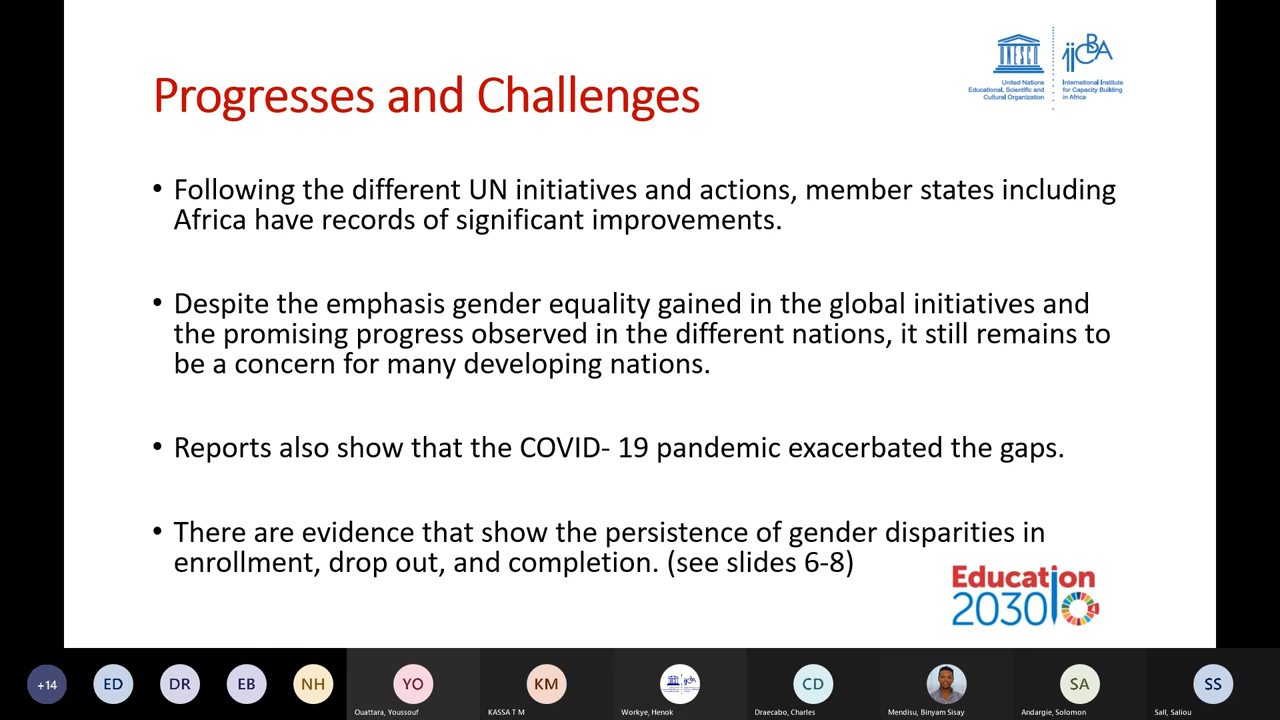 UNESCO
United Nations
Educational, Scientific and
Cultural Organization
iicBA
International Institute
for Capacity Building
in Africa
Progresses and Challenges
• Following the different UN initiatives and actions, member states including
Africa have records of significant improvements.
• Despite the emphasis gender equality gained in the global initiatives and
the promising progress observed in the different nations, it still remains to
be a concern for many developing nations.
• Reports also show that the COVID- 19 pandemic exacerbated the gaps.
• There are evidence that show the persistence of gender disparities in
enrollment, drop out, and completion. (see slides 6-8)
Education
2030
+14
ED
DR
EB
NH
YO
Ouattara, Youssouf
KM
KASSA T M
Workye, Henok
CD
Draecabo, Charles
Mendisu, Binyam Sisay
SA
Andargie, Solomon
SS
Sall, Saliou